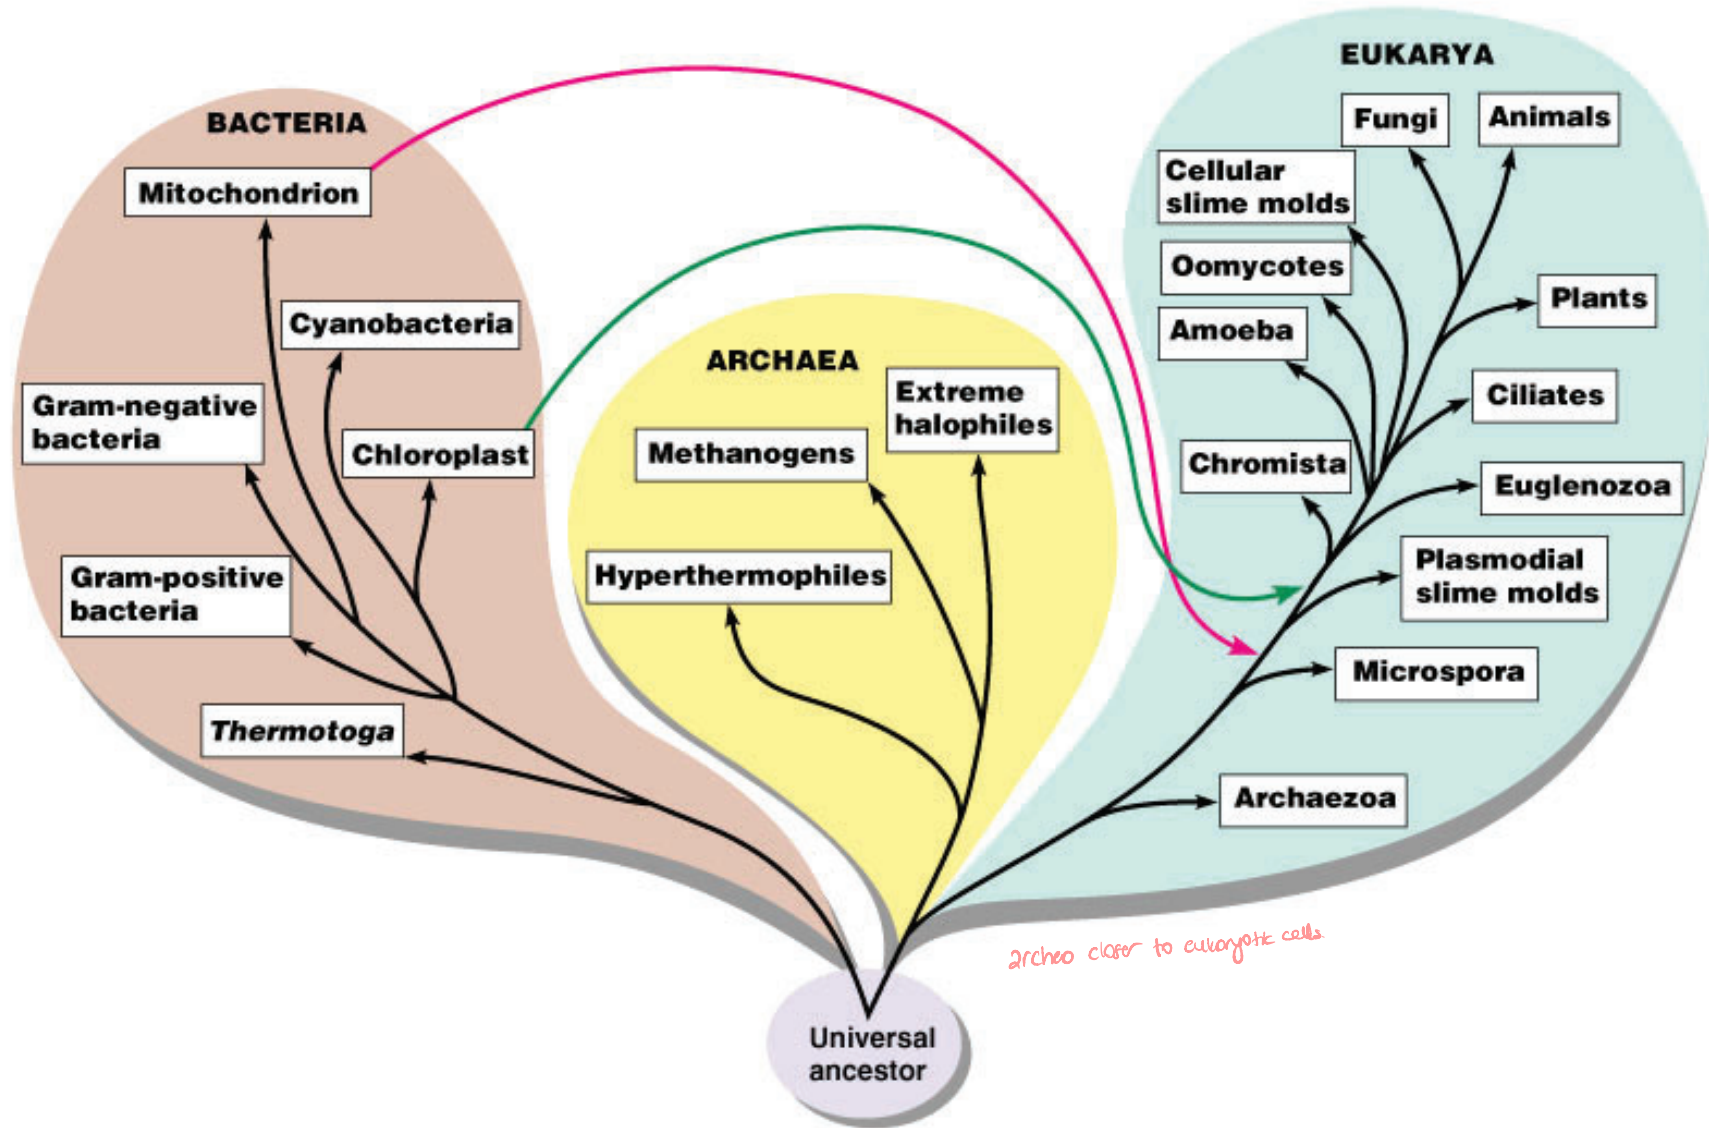 EUKARYA
Fungi
Animals
BACTERIA
Cellular
slime molds
Mitochondrion
Oomycotes
Plants
Cyanobacteria
Amoeba
ARCHAEA
Extreme
halophiles
Ciliates
Gram-negative
bacteria
Chloroplast
Methanogens
Chromista
Euglenozoa
Hyperthermophiles
Plasmodial
slime molds
Gram-positive
bacteria
Microspora
Thermotoga
Archaezoa
archeo closer to eukaryotic cells
Universal
ancestor